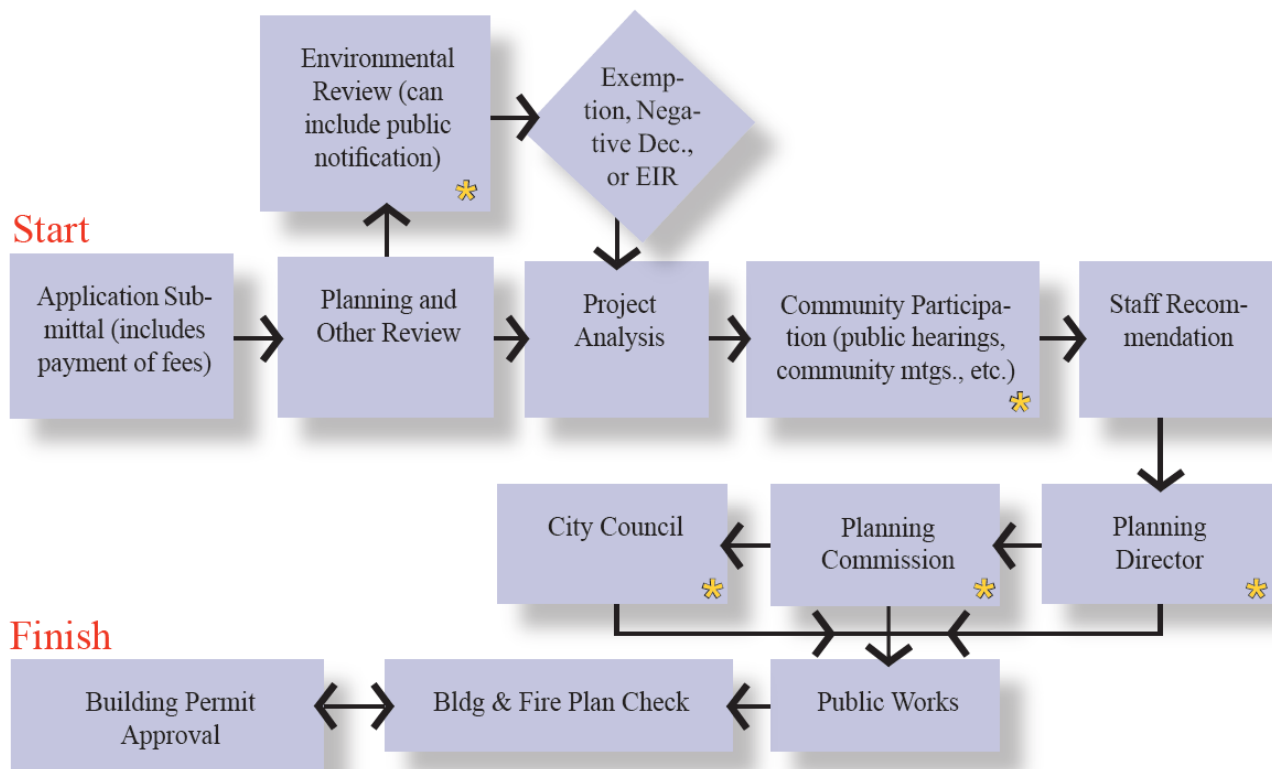 Environmental
Review (can
include public
notification)
*
Exemp-
tion, Nega-
tive Dec.,
or EIR
Start
Application Sub-
mittal (includes
payment of fees)
Planning and
Other Review
Project
Analysis
Community Participa-
tion (public hearings,
community mtgs., etc.)
*
Staff Recom-
mendation
City Council
*
Planning
Commission
*
Planning
Director
*
Finish
Building Permit
Approval
Bldg & Fire Plan Check
Public Works